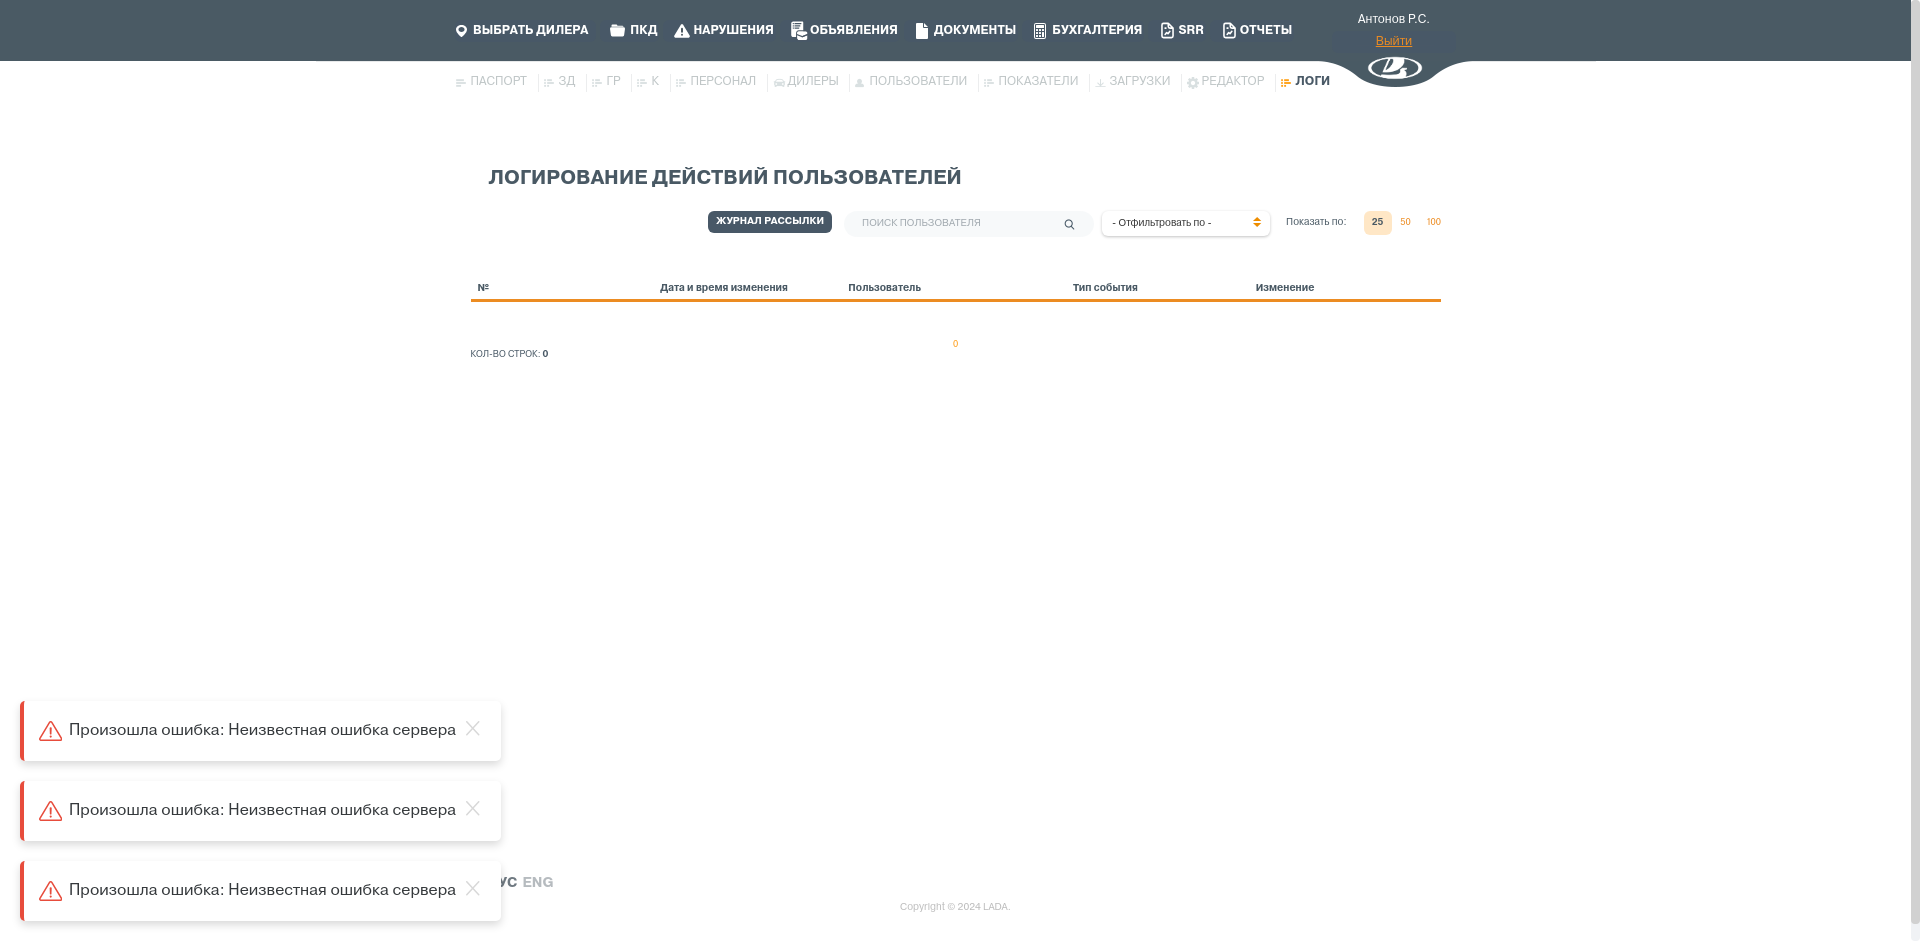 ВЫБРАТЬ ДИЛЕРА ПКД НАРУШЕНИЯ ОБЪЯВЛЕНИЯ ДОКУМЕНТЫ БУХГАЛТЕРИЯ SRR ОТЧЕТЫ Антонов Р.С.
Выйти
ПАСПОРТ ЗД ГР К ПЕРСОНАЛ ДИЛЕРЫ ПОЛЬЗОВАТЕЛИ ПОКАЗАТЕЛИ ЗАГРУЗКИ РЕДАКТОР ЛОГИ
ЛОГИРОВАНИЕ ДЕЙСТВИЙ ПОЛЬЗОВАТЕЛЕЙ
ЖУРНАЛ РАССЫЛКИ ПОИСК ПОЛЬЗОВАТЕЛЯ - Отфильтровать по - Показать по: 25 50 100
№ Дата и время изменения Пользователь Тип события Изменение
0
КОЛ-ВО СТРОК: 0
Произошла ошибка: Неизвестная ошибка сервера
Произошла ошибка: Неизвестная ошибка сервера
Произошла ошибка: Неизвестная ошибка сервера
УС ENG
Copyright © 2024 LADA.